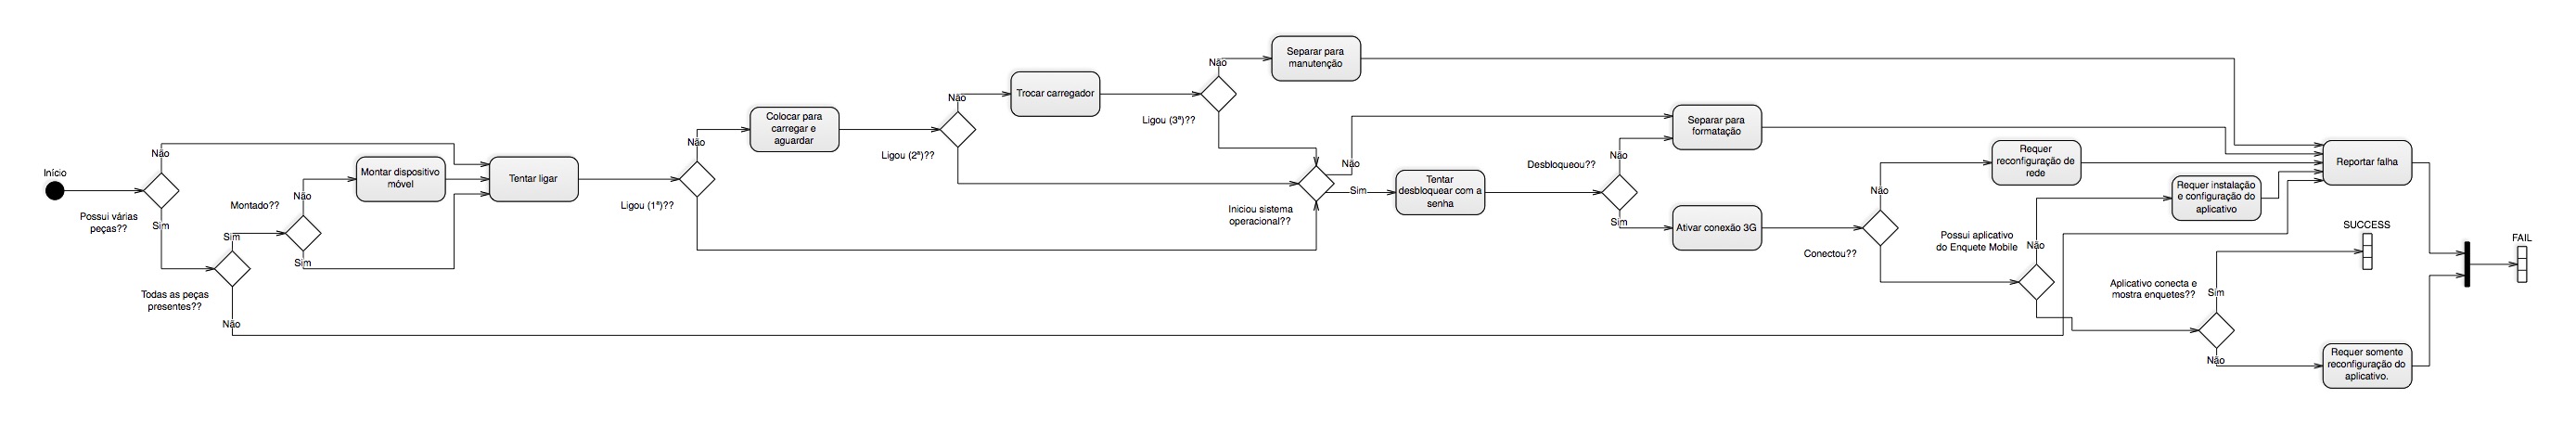 Início
Possui várias
peças??
Não
Sim
Todas as peças
presentes??
Sim
Não
Montado??
Não
Sim
Montar dispositivo
móvel
Tentar ligar
Ligou (1ª)??
Não
Colocar para
carregar e
aguardar
Ligou (2ª)??
Não
Trocar carregador
Ligou (3ª)??
Não
Separar para
manutenção
Iniciou sistema
operacional??
Não
Sim
Tentar
desbloquear com a
senha
Desbloqueou??
Não
Sim
Separar para
formatação
Ativar conexão 3G
Conectou??
Não
Requer
reconfiguração de
rede
Possui aplicativo
do Enquete Mobile
Não
Requer instalação
e configuração do
aplicativo
Aplicativo conecta e
mostra enquetes??
Sim
Não
Reportar falha
SUCCESS
Requer somente
reconfiguração do
aplicativo.
FAIL